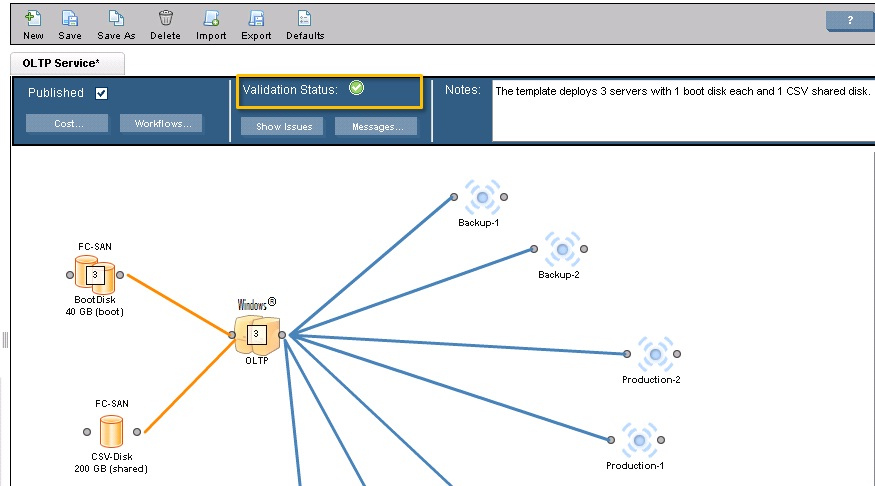 New Save Save As Delete Import Export Defaults
?
OLTP Service*
Published
Cost...
Workflows...
Validation Status:
Show Issues
Messages...
Notes:
The template deploys 3 servers with 1 boot disk each and 1 CSV shared disk.
Backup-1
Backup-2
FC-SAN
3
BootDisk
40 GB (boot)
Windows®
3
OLTP
Production-2
FC-SAN
CSV-Disk
200 GB (shared)
Production-1